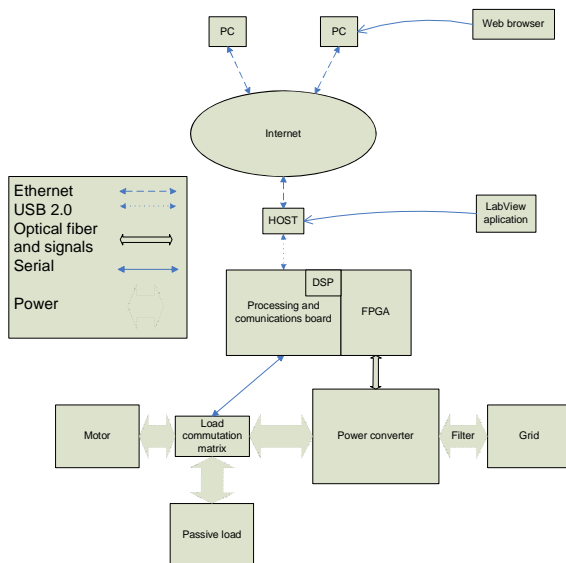 PC
PC
Web browser
Internet
Ethernet
USB 2.0
Optical fiber
and signals
Serial
Power
HOST
LabView
aplication
DSP
Processing and
comunications board
FPGA
Motor
Load
commutation
matrix
Power converter
Filter
Grid
Passive load